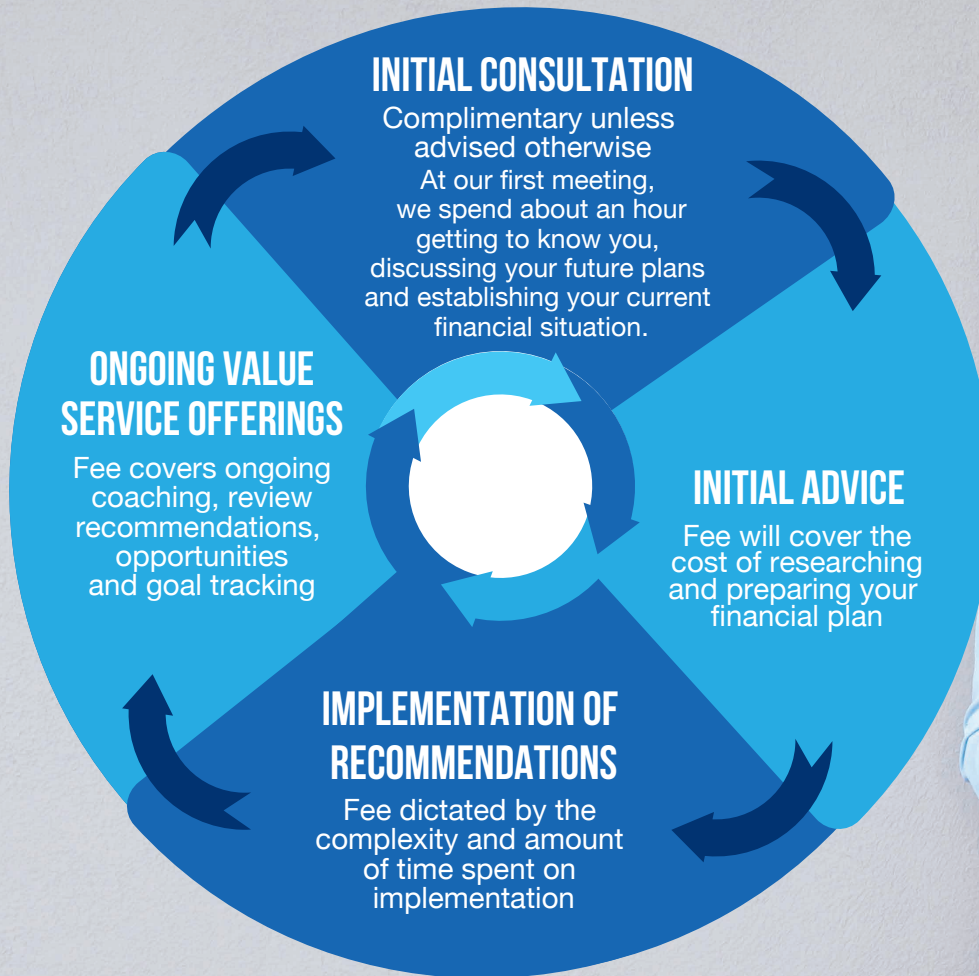 INITIAL CONSULTATION
Complimentary unless
advised otherwise
At our first meeting,
we spend about an hour
getting to know you,
discussing your future plans
and establishing your current
financial situation.
INITIAL ADVICE
Fee will cover the
cost of researching
and preparing your
financial plan
IMPLEMENTATION OF
RECOMMENDATIONS
Fee dictated by the
complexity and amount
of time spent on
implementation
ONGOING VALUE
SERVICE OFFERINGS
Fee covers ongoing
coaching, review
recommendations,
opportunities
and goal tracking